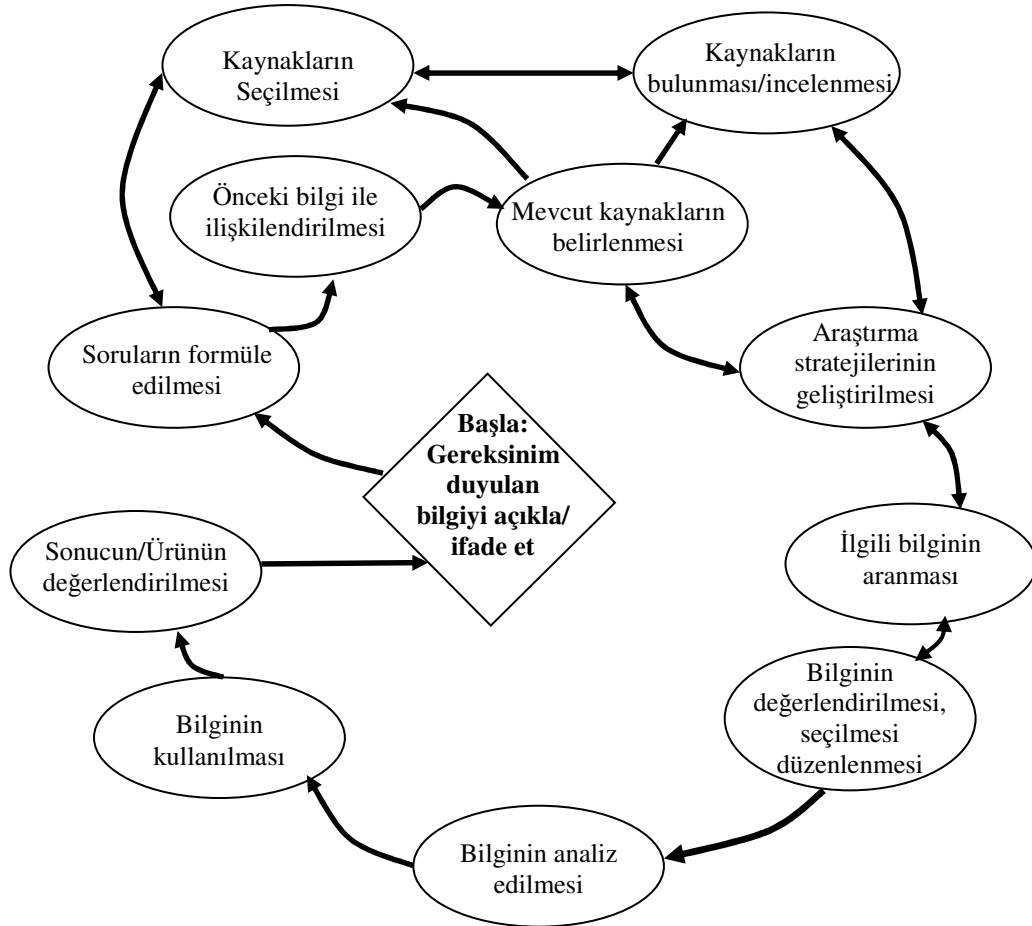 Kaynakların
Seçilmesi
Kaynakların
bulunması/incelenmesi
Önceki bilgi ile
ilişkilendirilmesi
Mevcut kaynakların
belirlenmesi
Soruların formüle
edilmesi
Araştırma
stratejilerinin
geliştirilmesi
Başla:
Gereksinim
duyulan
bilgiyi açıkla/
ifade et
Sonucun/Ürünün
değerlendirilmesi
İlgili bilginin
aranması
Bilginin
değerlendirilmesi,
seçilmesi
düzenlenmesi
Bilginin
kullanılması
Bilginin analiz
edilmesi